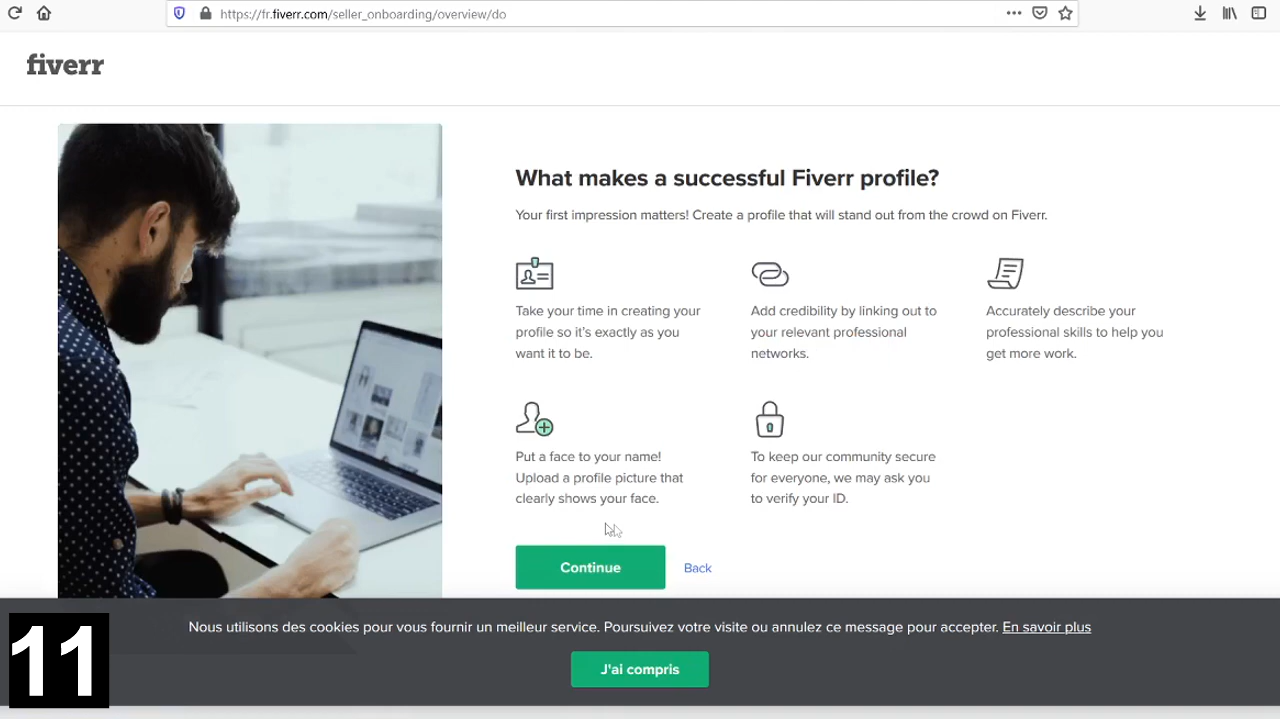 https://fr.fiverr.com/seller_onboarding/overview/do
fiverr
What makes a successful Fiverr profile?
Your first impression matters! Create a profile that will stand out from the crowd on Fiverr.
Take your time in creating your
profile so it's exactly as you
want it to be.
Add credibility by linking out to
your relevant professional
networks.
Accurately describe your
professional skills to help you
get more work.
Put a face to your name!
Upload a profile picture that
clearly shows your face.
To keep our community secure
for everyone, we may ask you
to verify your ID.
Continue
Back
Nous utilisons des cookies pour vous fournir un meilleur service. Poursuivez votre visite ou annulez ce message pour accepter. En savoir plus
J'ai compris
11